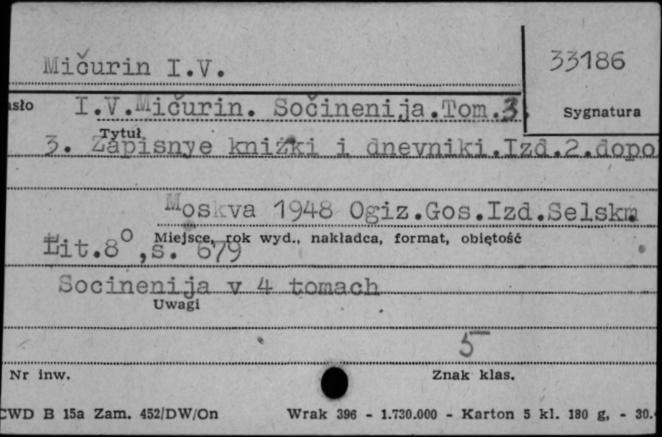 Mičurin I.V.
33186
asło I.V.Mičurin. Sočinenija.Tom.3.
Sygnatura
Tytuł
3. Zapisnye knižki i dnevniki.Izd.2.dopo
Moskva 1948 Ogiz.Gos.Izd.Selskn
Miejsce, rok wyd., nakładca, format, objętość
Lit.8°,s. 679
Socinenija v 4 tomach
Uwagi
5
Nr inw.
Znak klas.
CWD B 15a Zam. 452/DW/On Wrak 396 - 1.730.000 - Karton 5 kl. 180 g. - 30.